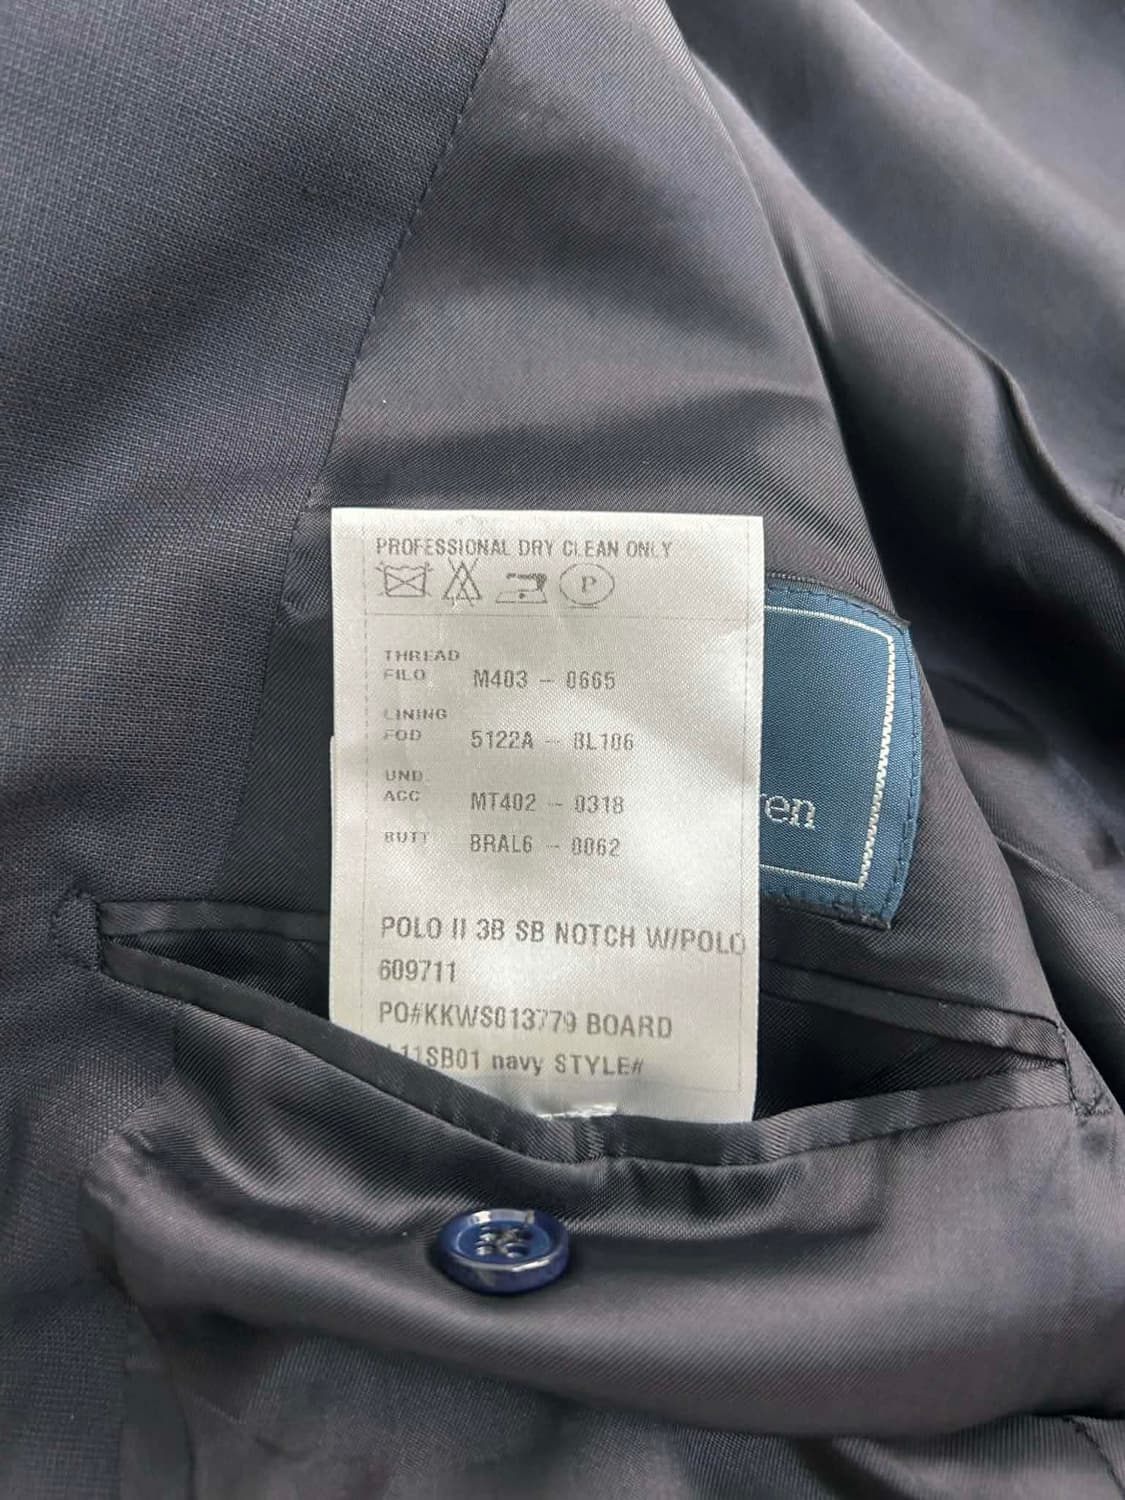 PROFESSIONAL DRY CLEAN ONLY
P
THREAD
FILO M403 - 0665
LINING
FOD 5122A - BL106
UND.
ACC MT402 - 0318
BUTT BRAL6 - 0062
POLO II 3B SB NOTCH W/POLO
609711
PO#KKWS013779 BOARD
navy STYLE#